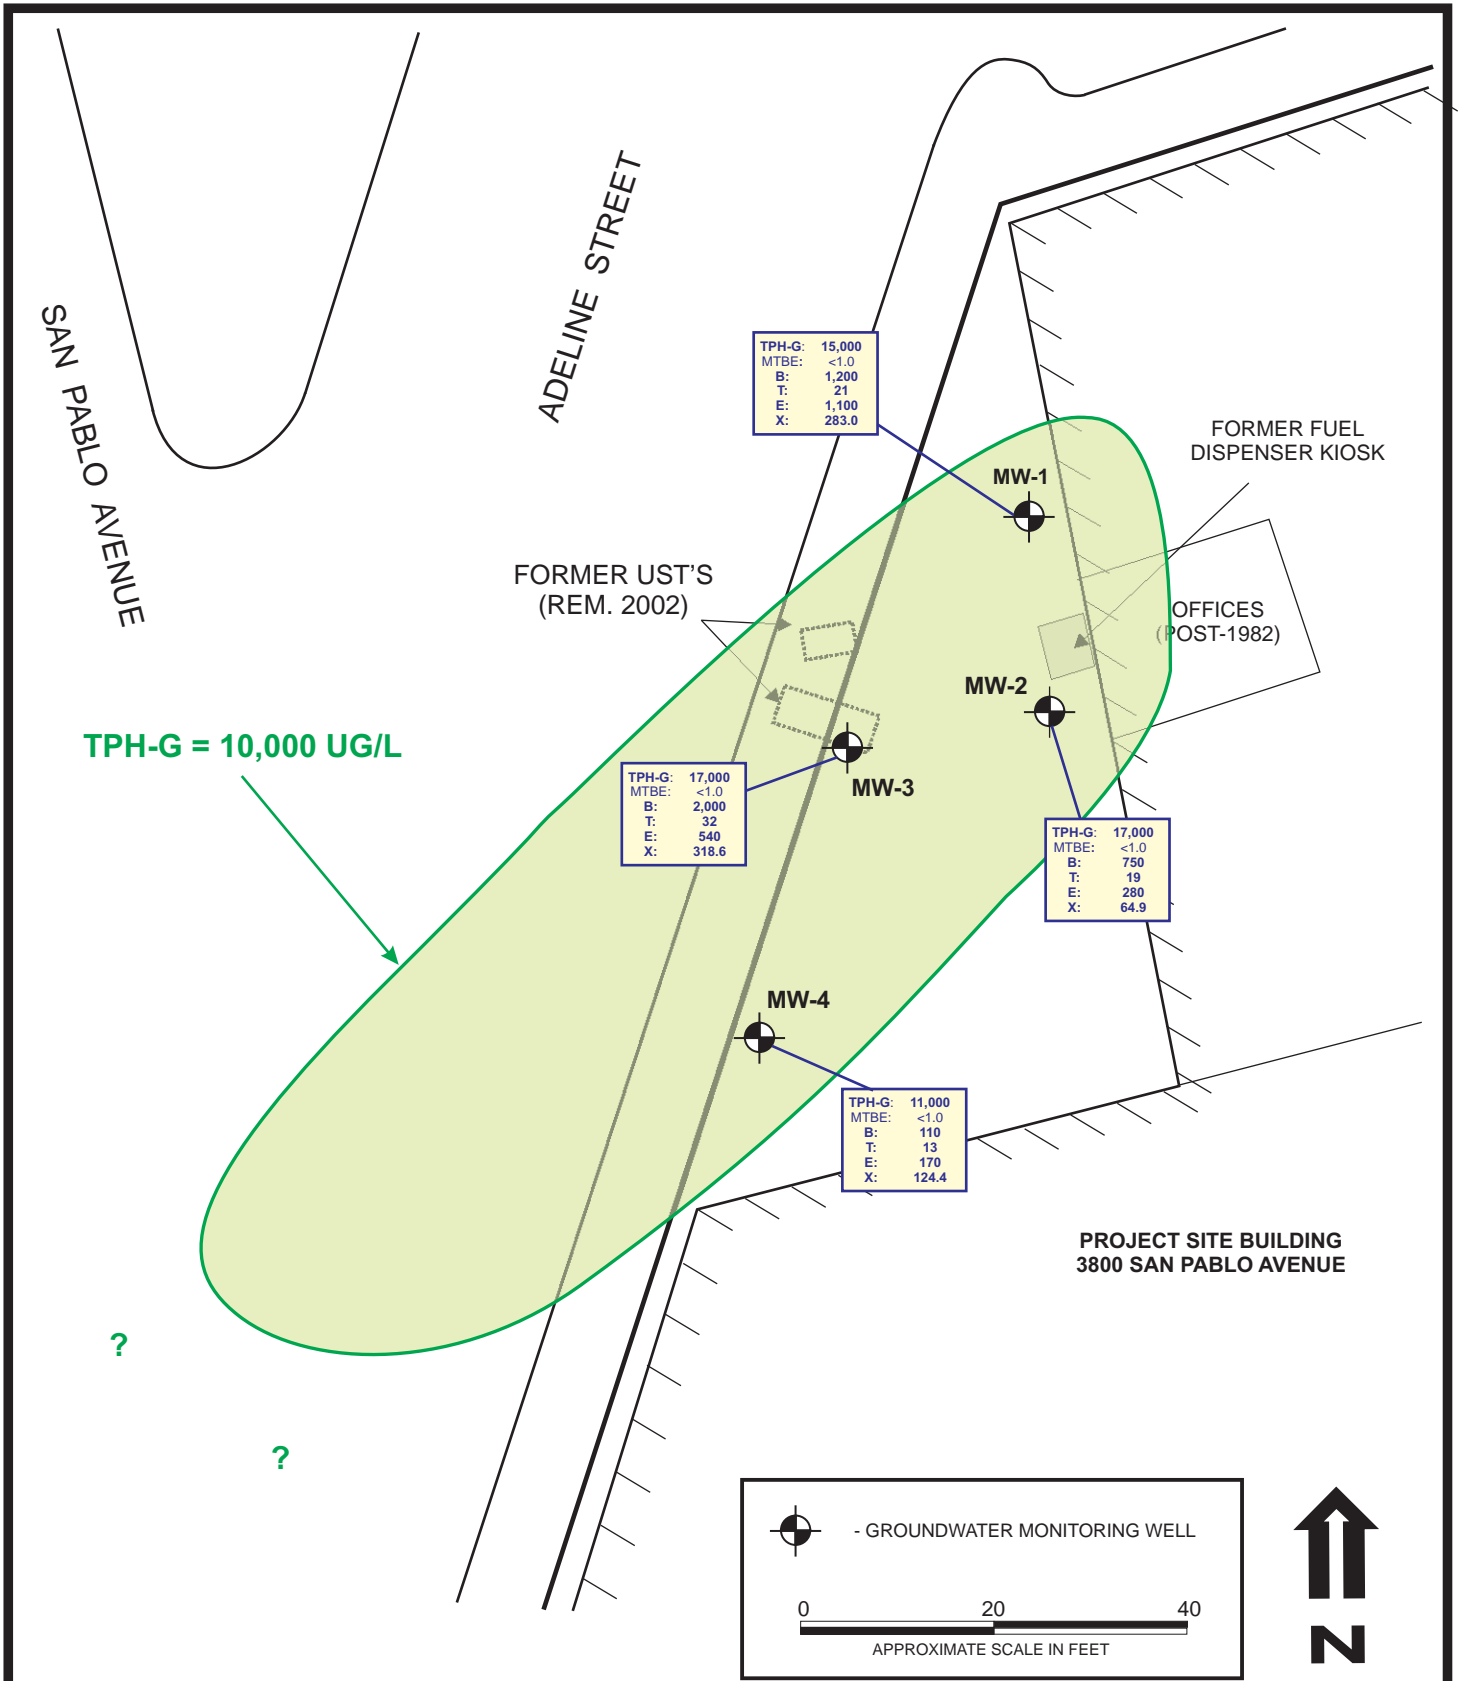 SAN PABLO AVENUE
ADELINE STREET
TPH-G: 15,000
MTBE: <1.0
B: 1,200
T: 21
E: 1,100
X: 283.0
FORMER FUEL
DISPENSER KIOSK
MW-1
FORMER UST'S
(REM. 2002)
OFFICES
(POST-1982)
MW-2
TPH-G = 10,000 UG/L
MW-3
TPH-G: 17,000
MTBE: <1.0
B: 2,000
T: 32
E: 540
X: 318.6
TPH-G: 17,000
MTBE: <1.0
B: 750
T: 19
E: 280
X: 64.9
MW-4
TPH-G: 11,000
MTBE: <1.0
B: 110
T: 13
E: 170
X: 124.4
PROJECT SITE BUILDING
3800 SAN PABLO AVENUE
?
?
- GROUNDWATER MONITORING WELL
0 20 40
APPROXIMATE SCALE IN FEET
N